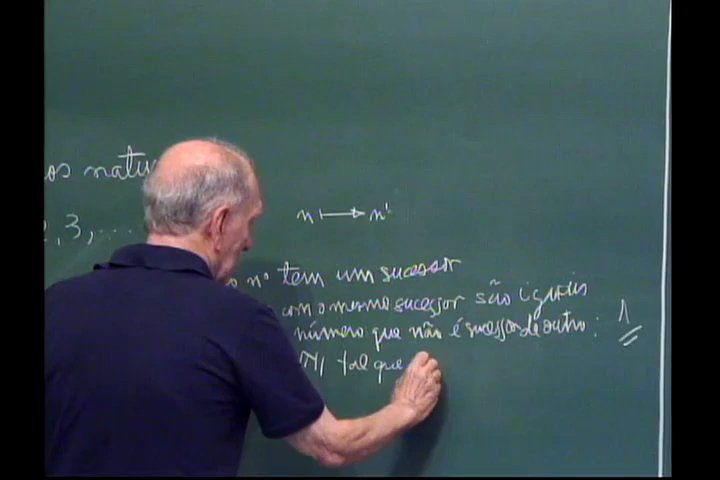 os natu
2, 3, ...
n ↦ n'
o nº tem um sucessor
com o mesmo sucessor são iguais
número que não é sucessor de outro: 1
ℕ, tal que